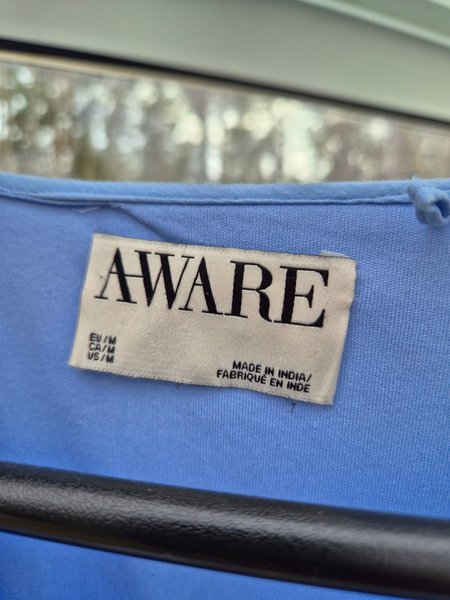 AWARE
EU/M
CA/M
US/M
MADE IN INDIA/
FABRIQUÉ EN INDE